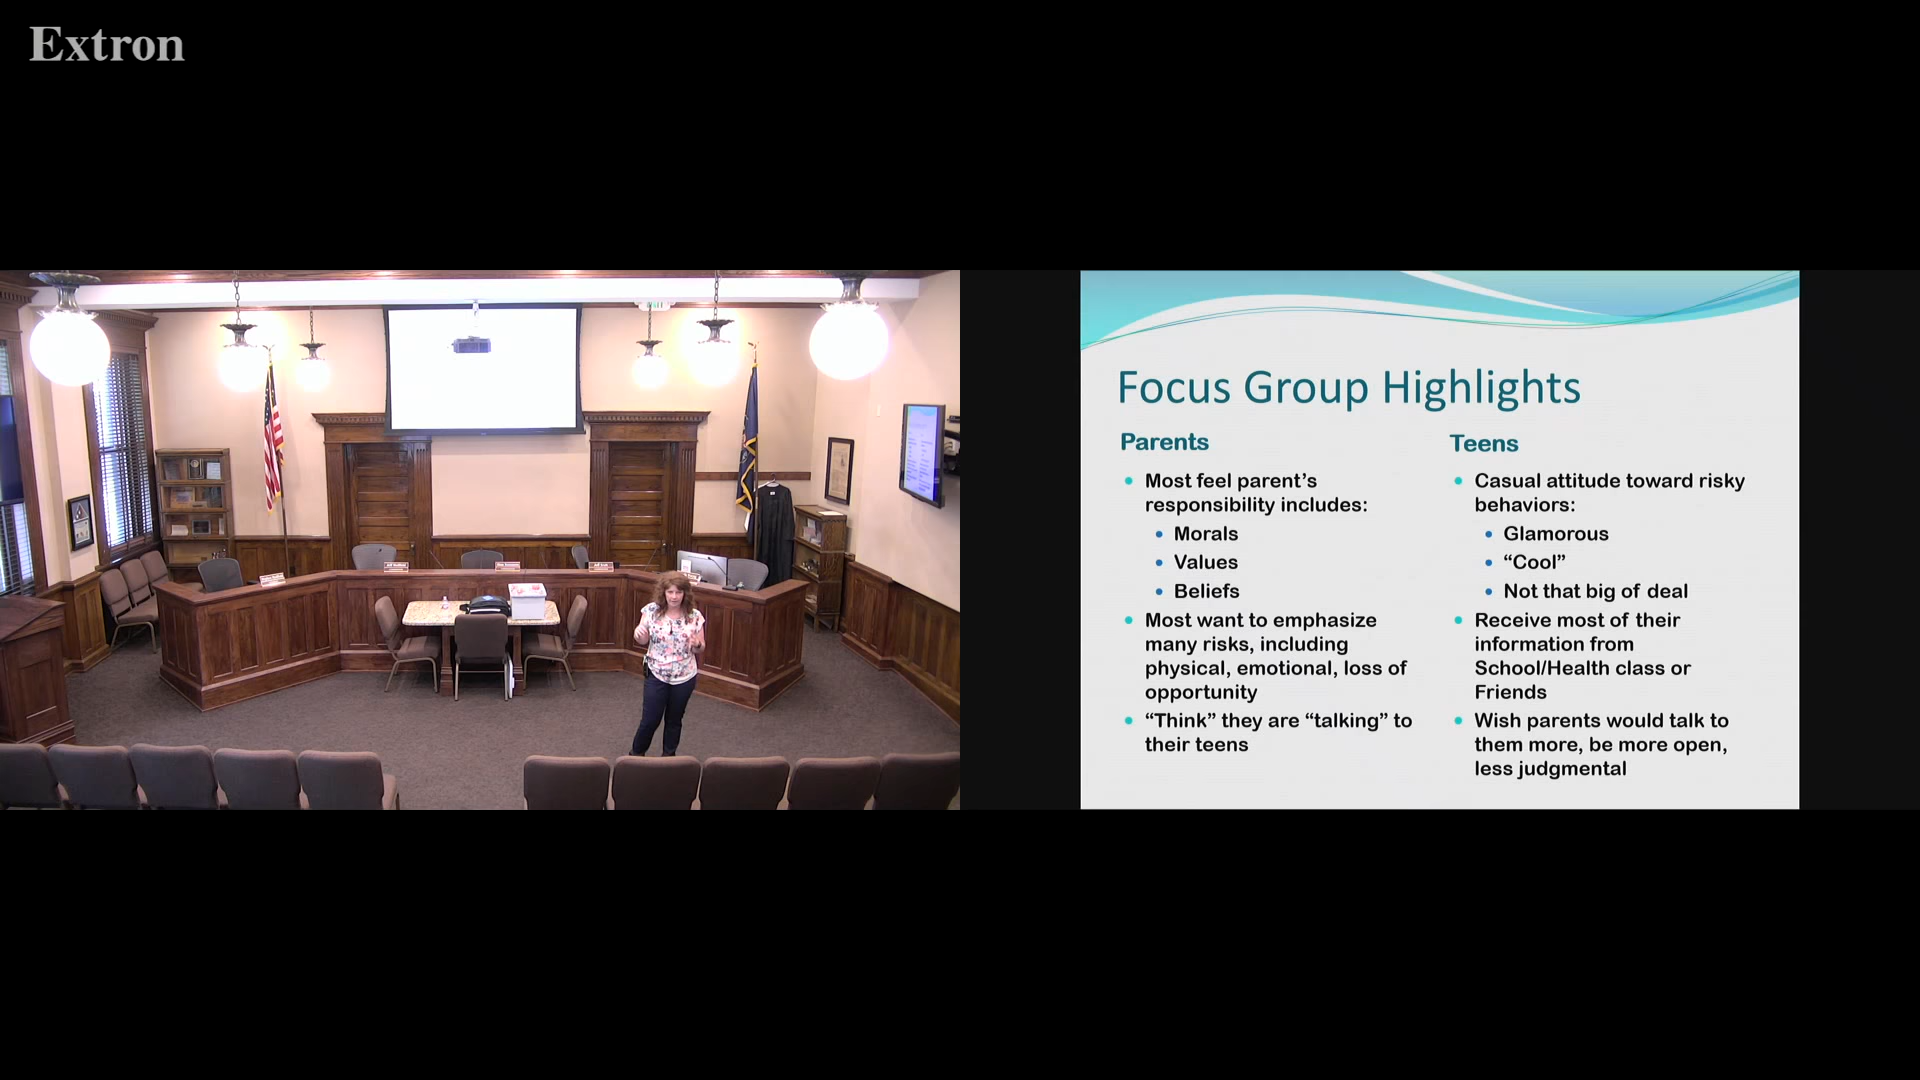 Extron
Focus Group Highlights
Parents
Most feel parent’s
responsibility includes:
Morals
Values
Beliefs
Most want to emphasize
many risks, including
physical, emotional, loss of
opportunity
“Think” they are “talking” to
their teens
Teens
Casual attitude toward risky
behaviors:
Glamorous
“Cool”
Not that big of deal
Receive most of their
information from
School/Health class or
Friends
Wish parents would talk to
them more, be more open,
less judgmental